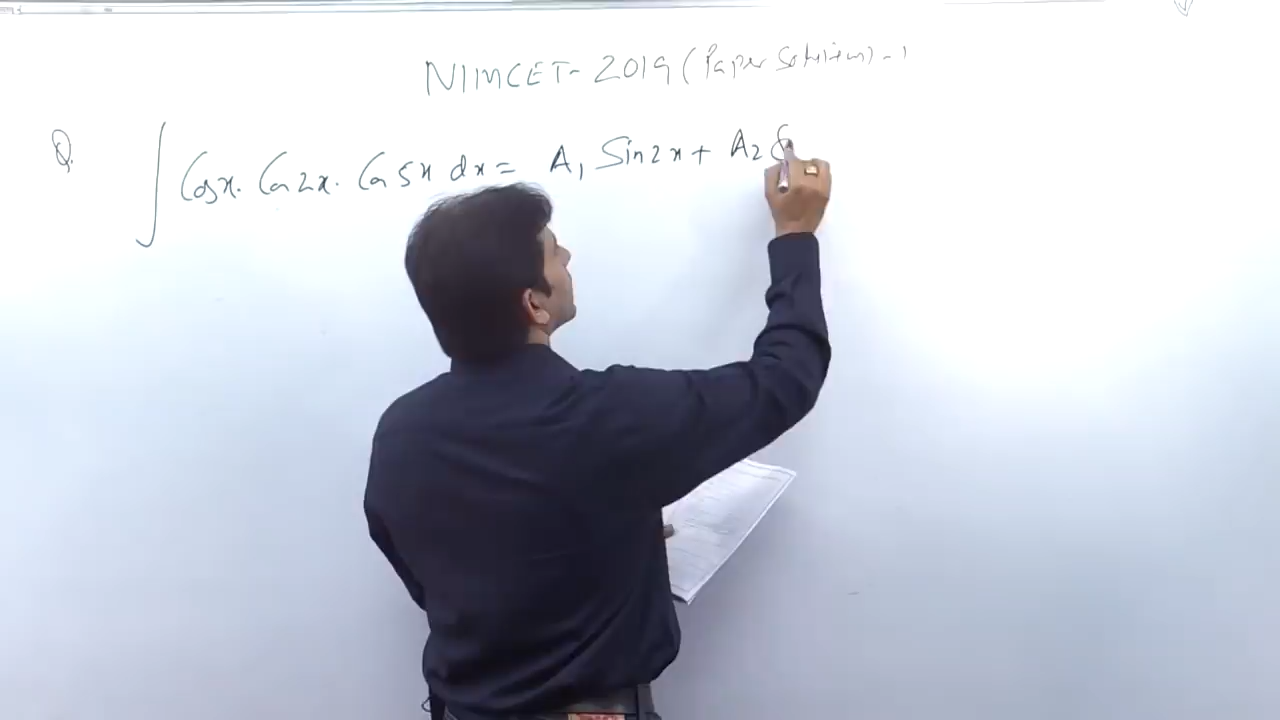 NIMCET-2019 (Paper Solution)-1
Q. ∫ Cosx. Cos2x. Cos5x dx = A₁ Sin2x + A₂ S